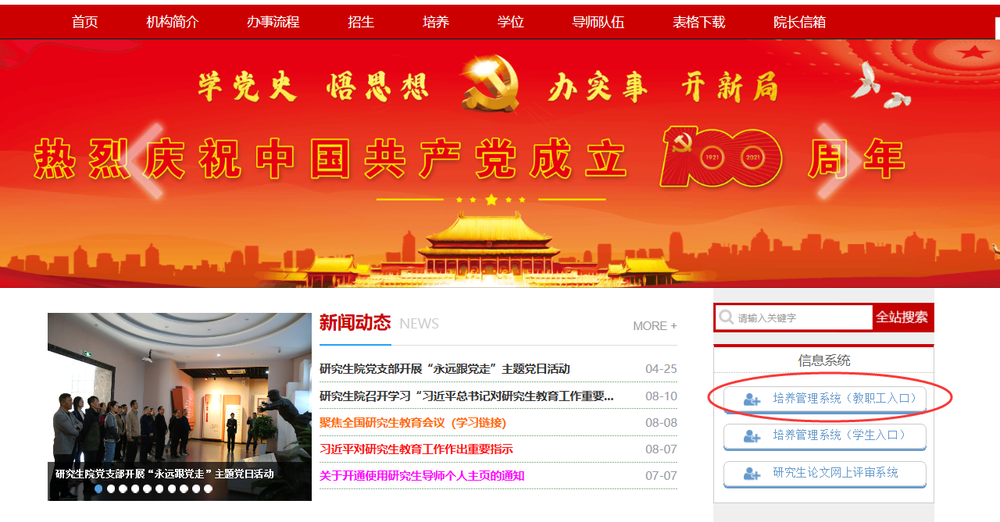 首页 机构简介 办事流程 招生 培养 学位 导师队伍 表格下载 院长信箱
学党史 悟思想 办实事 开新局
热烈庆祝中国共产党成立100周年
1921 2021
新闻动态 NEWS MORE +
研究生院党支部开展“永远跟党走”主题党日活动 04-25
研究生院召开学习“习近平总书记对研究生教育工作重要... 08-10
聚焦全国研究生教育会议（学习链接） 08-08
习近平对研究生教育工作作出重要指示 08-07
关于开通使用研究生导师个人主页的通知 07-07
研究生院党支部开展“永远跟党走”主题党日活动
请输入关键字 全站搜索
信息系统
培养管理系统（教职工入口）
培养管理系统（学生入口）
研究生论文网上评审系统